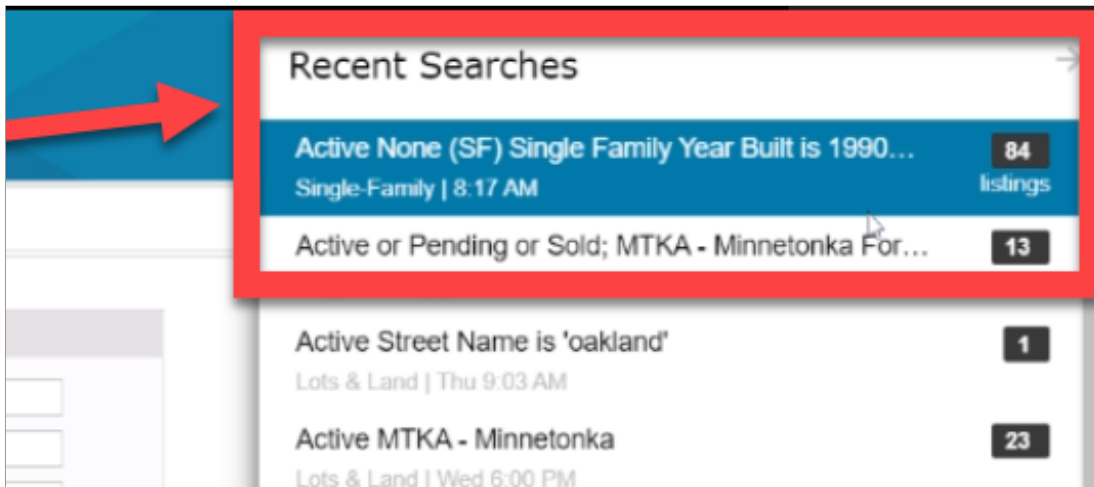 Recent Searches
Active None (SF) Single Family Year Built is 1990...
84
Single-Family | 8:17 AM
listings
Active or Pending or Sold; MTKA - Minnetonka For...
13
Active Street Name is 'oakland'
1
Lots & Land | Thu 9:03 AM
Active MTKA - Minnetonka
23
Lots & Land | Wed 6:00 PM